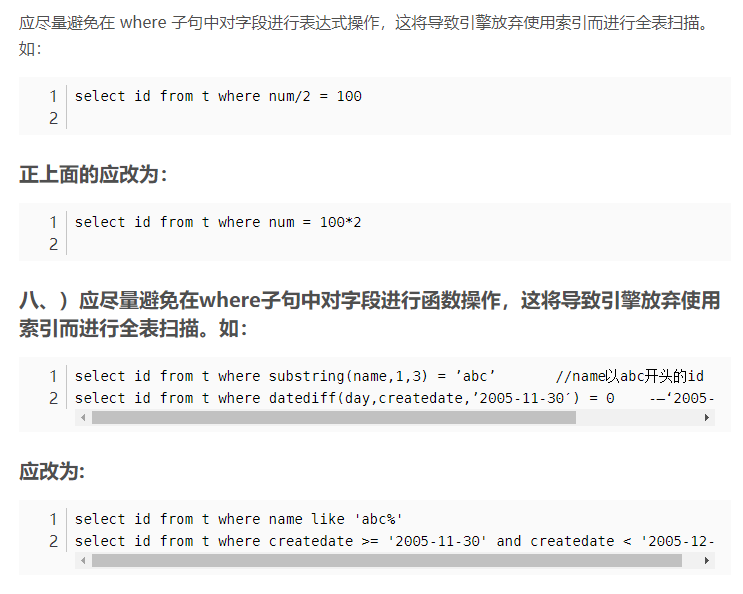 应尽量避免在 where 子句中对字段进行表达式操作，这将导致引擎放弃使用索引而进行全表扫描。
如：
1 select id from t where num/2 = 100
2
正上面的应改为：
1 select id from t where num = 100*2
2
八、）应尽量避免在where子句中对字段进行函数操作，这将导致引擎放弃使用
索引而进行全表扫描。如：
1 select id from t where substring(name,1,3) = ’abc’       //name以abc开头的id
2 select id from t where datediff(day,createdate,’2005-11-30′) = 0    -–‘2005-
应改为:
1 select id from t where name like 'abc%'
2 select id from t where createdate >= '2005-11-30' and createdate < '2005-12-